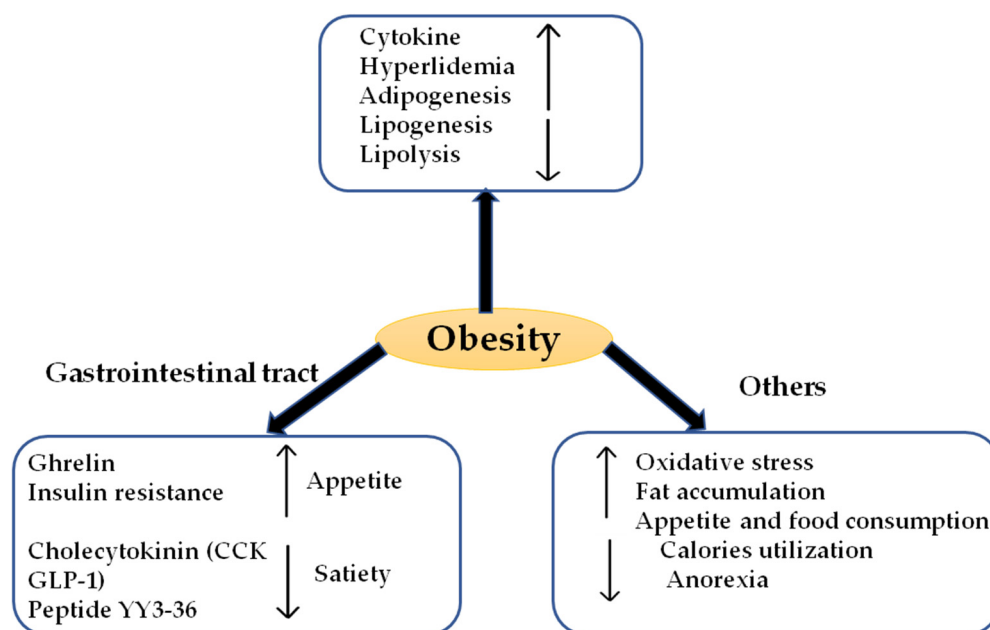 Cytokine
Hyperlidemia
Adipogenesis
Lipogenesis
Lipolysis
Obesity
Gastrointestinal tract
Others
Ghrelin
Insulin resistance
Appetite
Cholecytokinin (CCK
GLP-1)
Peptide YY3-36
Satiety
Oxidative stress
Fat accumulation
Appetite and food consumption
Calories utilization
Anorexia